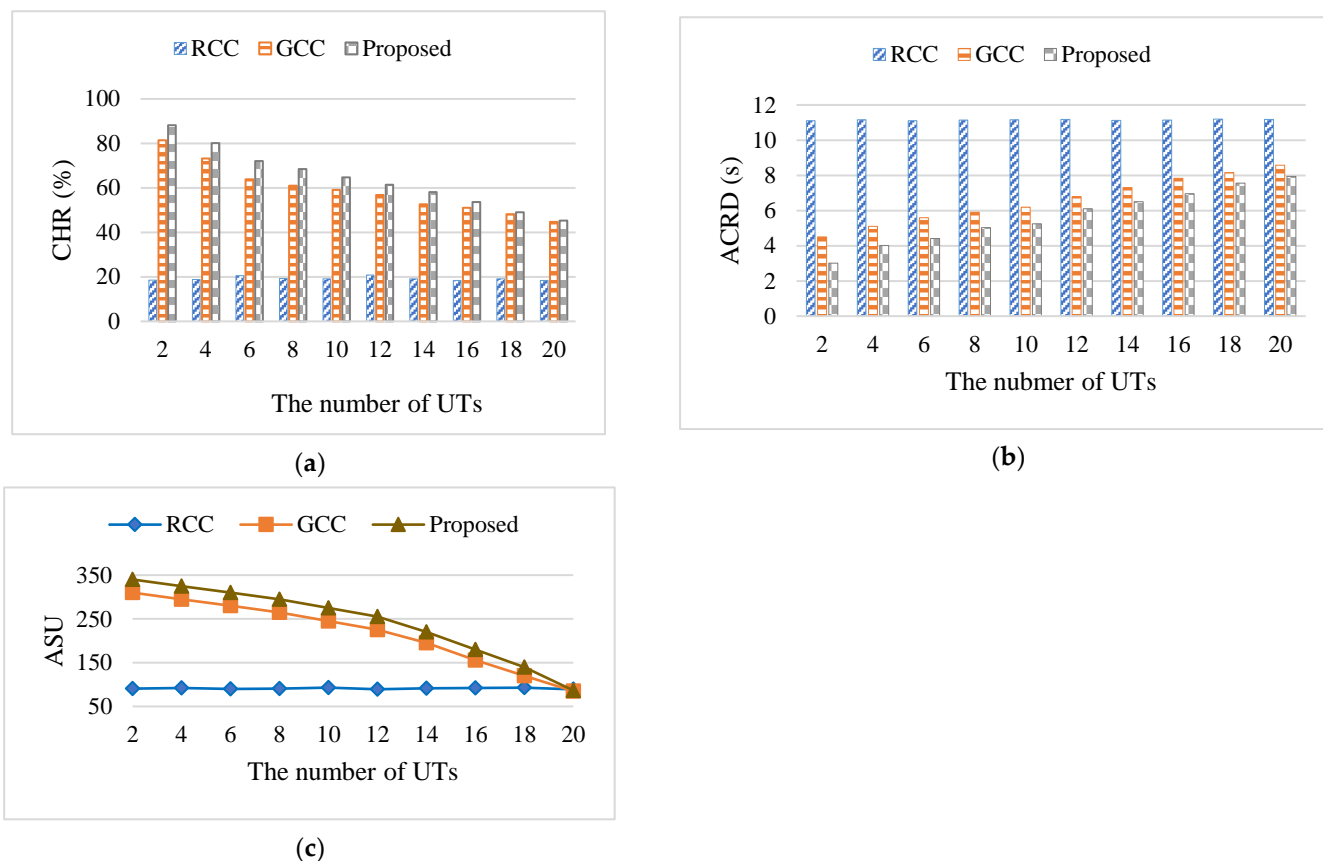 RCC GCC Proposed
100
80
60
40
20
0
CHR (%)
2 4 6 8 10 12 14 16 18 20
The number of UTs
(a)
RCC GCC Proposed
12
10
8
6
4
2
0
ACRD (s)
2 4 6 8 10 12 14 16 18 20
The nubmer of UTs
(b)
RCC GCC Proposed
350
250
150
50
ASU
2 4 6 8 10 12 14 16 18 20
The number of UTs
(c)